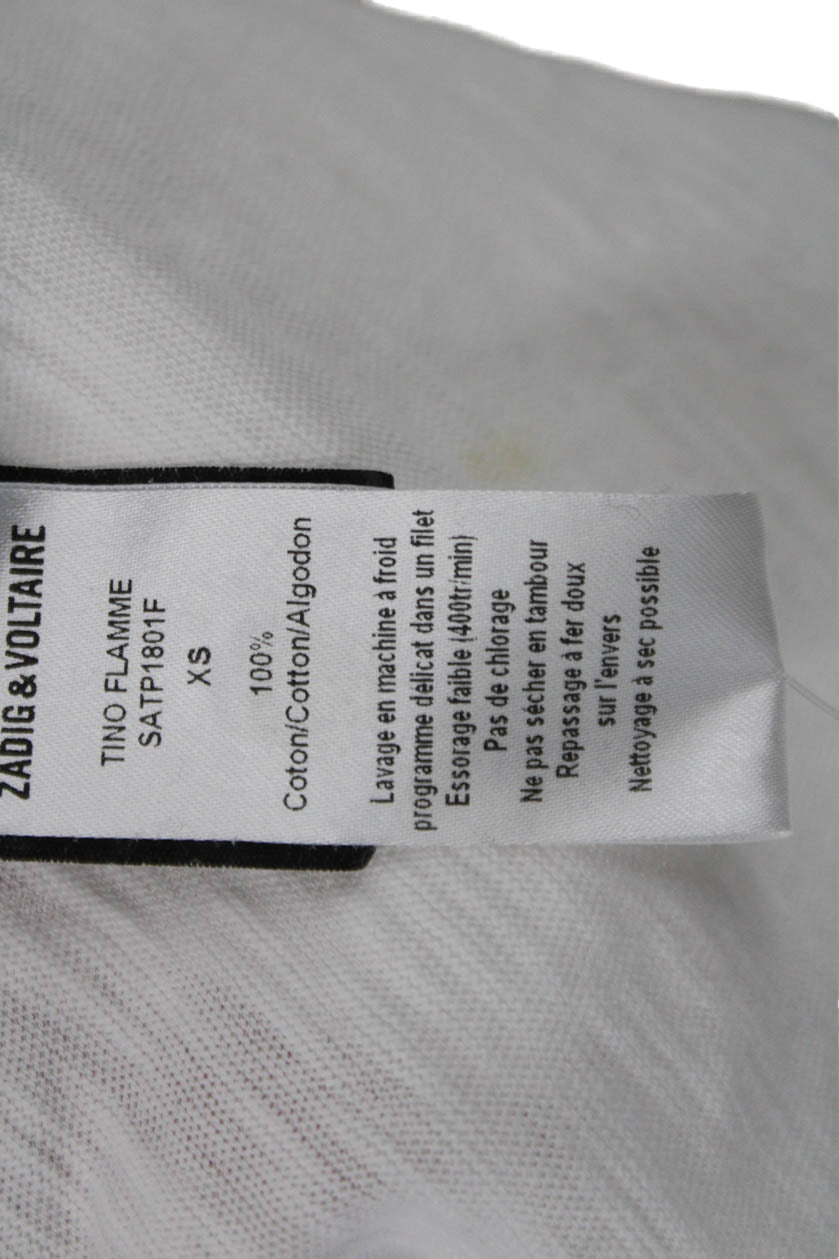 ZADIG & VOLTAIRE
TINO FLAMME
SATP1801F
XS
100%
Coton/Cotton/Algodon
Lavage en machine à froid
programme délicat dans un filet
Essorage faible (400tr/min)
Pas de chlorage
Ne pas sécher en tambour
Repassage à fer doux
sur l'envers
Nettoyage à sec possible